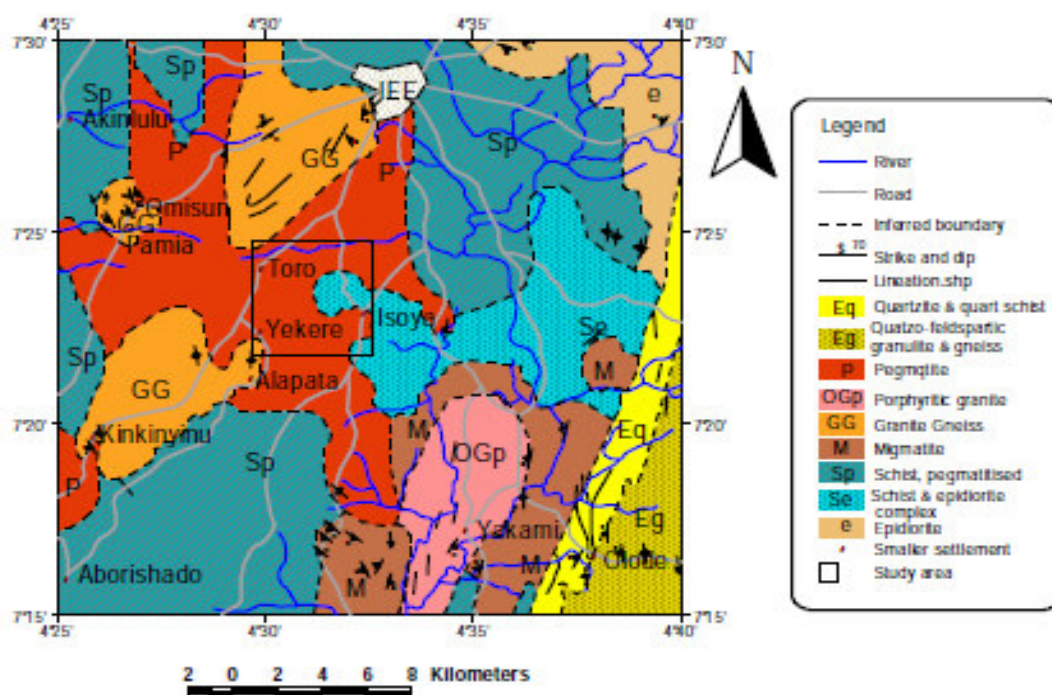 4°25' 4°30' 4°35' 4°40'
7°30'
N
Sp
Sp
IFE
e
Akinlulu
P
Sp
GG
P
Omisun
GG
7°25' 7°25'
Pamia
Toro
Isoya
Yekere
Se
Sp
M
GG
Alapata
7°20' 7°20'
Kinkinyinu
M
Eq
Sp
OGp
P
Eg
Yakami
M
Olode
Aborishado
M
7°15' 7°15'
4°25' 4°30' 4°35' 4°40'
2 0 2 4 6 8 Kilometers
Legend
River
Road
Inferred boundary
70 Strike and dip
Lineation.shp
Eq Quartzite & quart schist
Eg Quatzo-feldspartic
granulite & gneiss
P Pegmqtite
OGp Porphyritic granite
GG Granite Gneiss
M Migmatite
Sp Schist, pegmatitised
Se Schist & epidiorite
complex
e Epidiorite
Smaller settlement
Study area